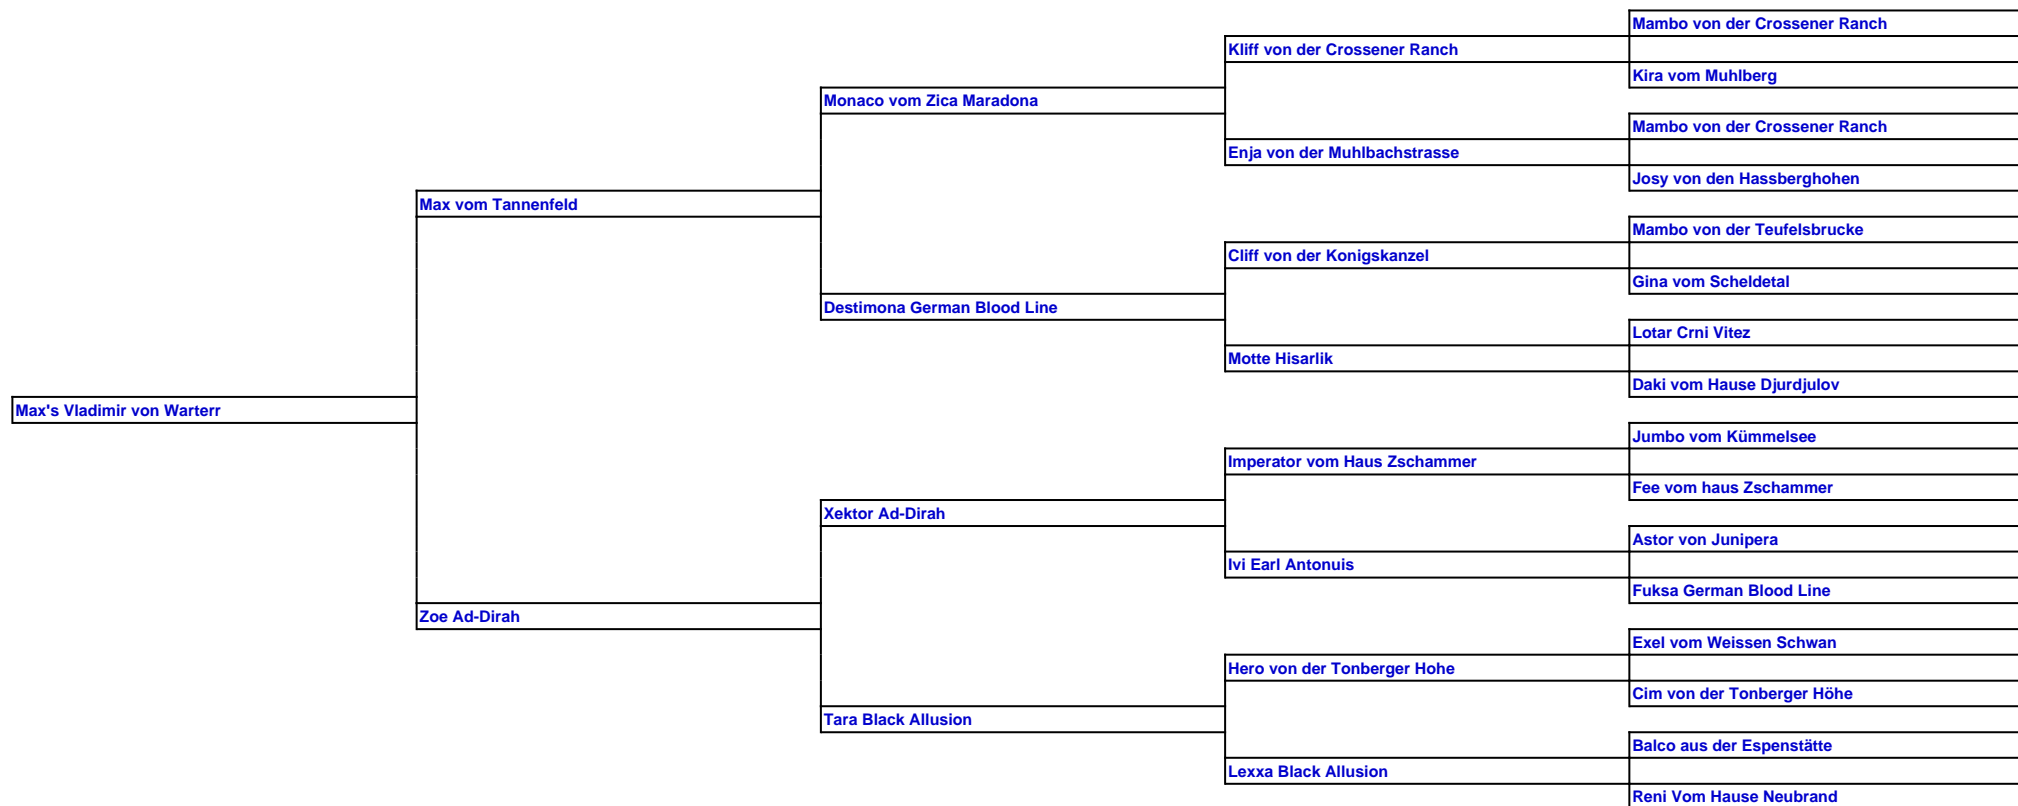 Mambo von der Crossener Ranch
Kliff von der Crossener Ranch
Kira vom Muhlberg
Monaco vom Zica Maradona
Mambo von der Crossener Ranch
Enja von der Muhlbachstrasse
Josy von den Hassberghohen
Max vom Tannenfeld
Mambo von der Teufelsbrucke
Cliff von der Konigskanzel
Gina vom Scheldetal
Destimona German Blood Line
Lotar Crni Vitez
Motte Hisarlik
Daki vom Hause Djurdjulov
Max's Vladimir von Warterr
Jumbo vom Kümmelsee
Imperator vom Haus Zschammer
Fee vom haus Zschammer
Xektor Ad-Dirah
Astor von Junipera
Ivi Earl Antonuis
Fuksa German Blood Line
Zoe Ad-Dirah
Exel vom Weissen Schwan
Hero von der Tonberger Hohe
Cim von der Tonberger Höhe
Tara Black Allusion
Balco aus der Espenstätte
Lexxa Black Allusion
Reni Vom Hause Neubrand